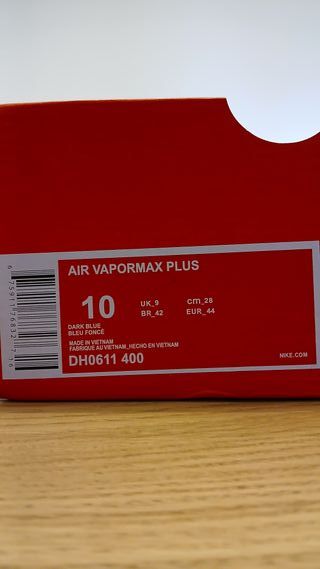 AIR VAPORMAX PLUS
10
UK_9 cm_28
BR_42 EUR_44
DARK BLUE
BLEU FONCÉ
MADE IN VIETNAM
FABRIQUE AU VIETNAM_HECHO EN VIETNAM
DH0611 400
NIKE.COM